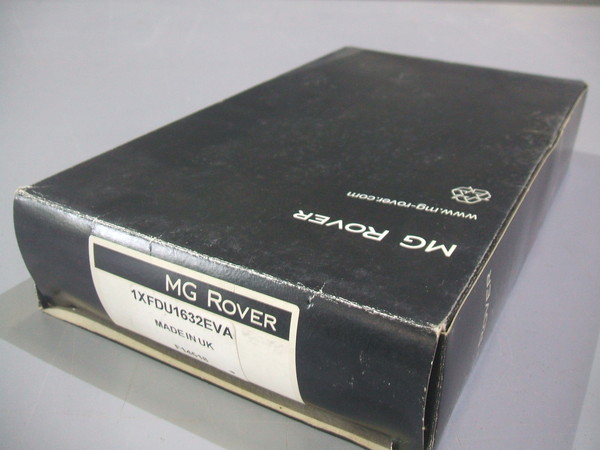 MG ROVER
www.mg-rover.com
MG ROVER
1XFDU1632EVA
MADE IN UK